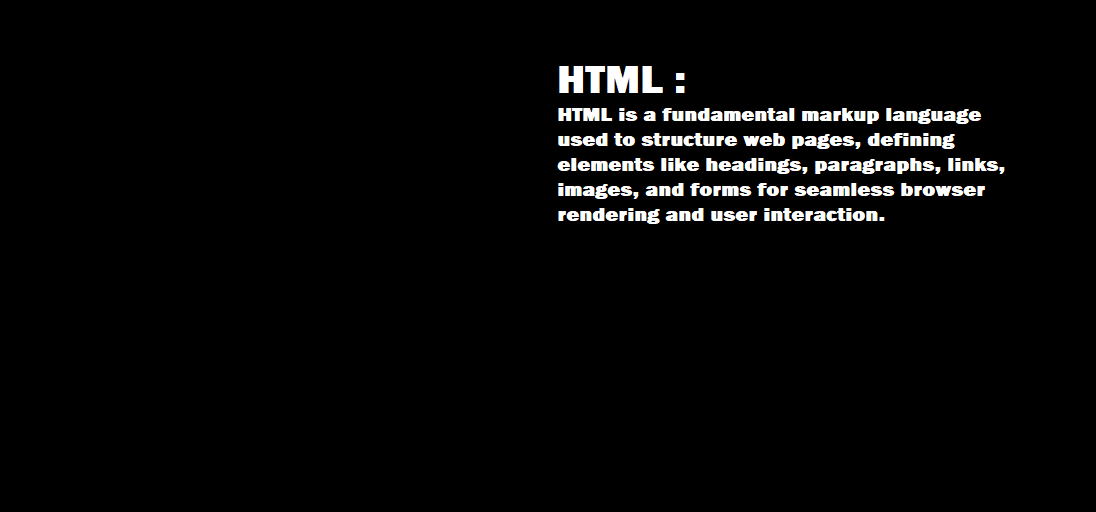 HTML :
HTML is a fundamental markup language
used to structure web pages, defining
elements like headings, paragraphs, links,
images, and forms for seamless browser
rendering and user interaction.